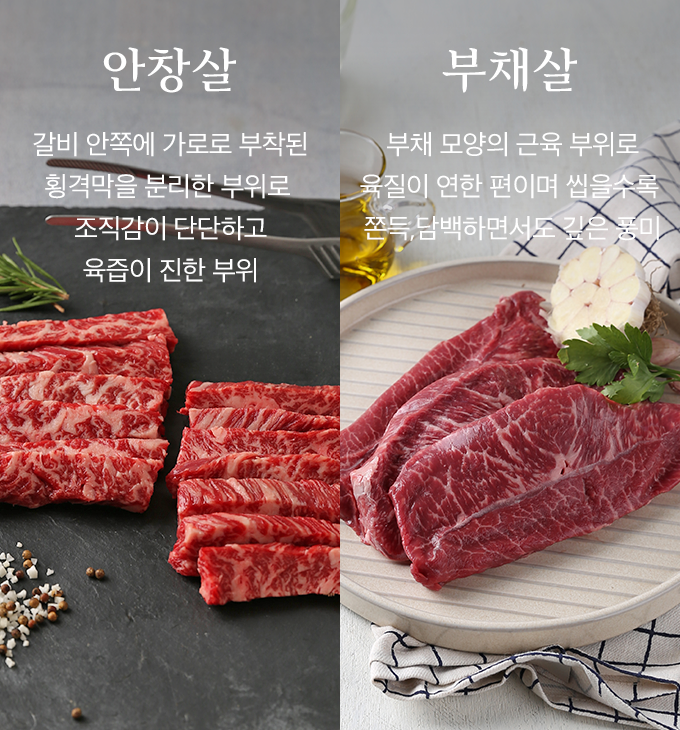 안창살
갈비 안쪽에 가로로 부착된
횡격막을 분리한 부위로
조직감이 단단하고
육즙이 진한 부위
부채살
부채 모양의 근육 부위로
육질이 연한 편이며 씹을수록
쫀득,담백하면서도 깊은 풍미